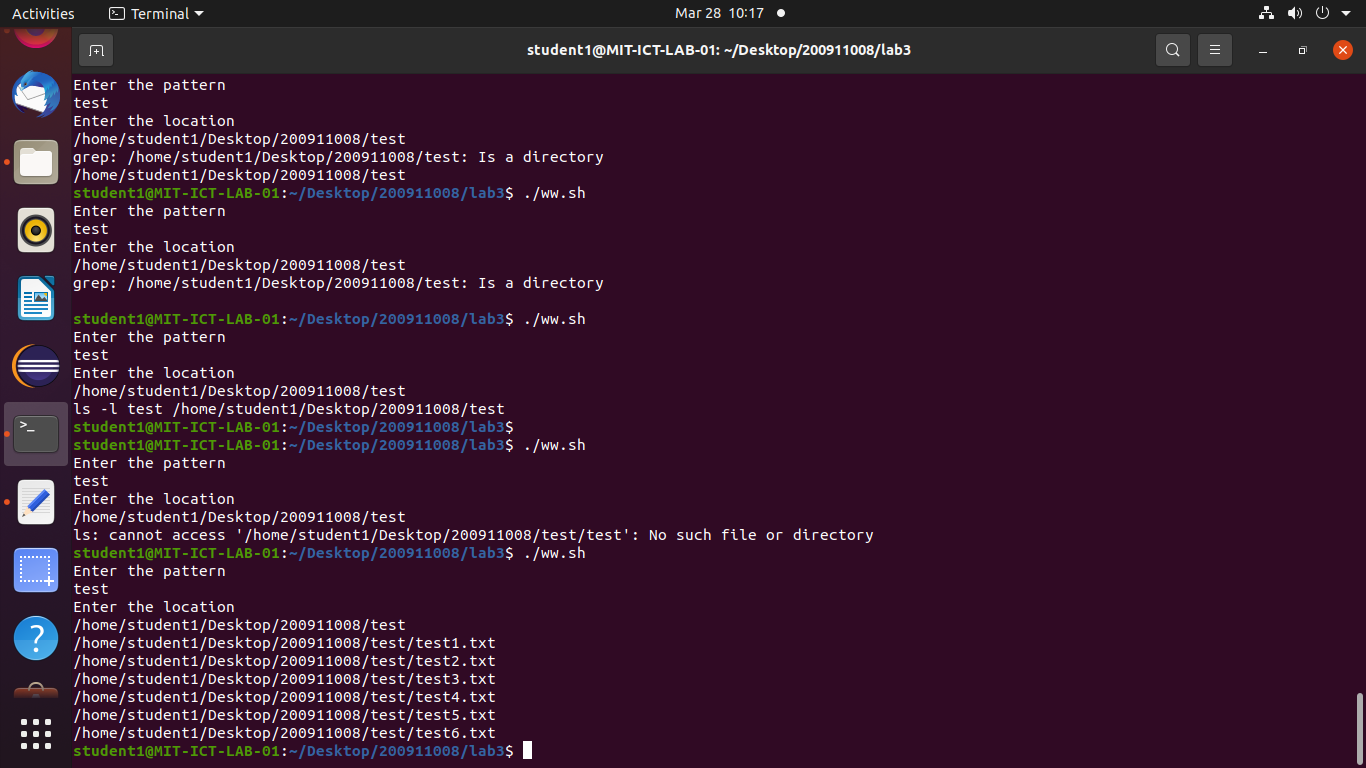 Activities
Terminal
Mar 28 10:17
student1@MIT-ICT-LAB-01: ~/Desktop/200911008/lab3
Enter the pattern
test
Enter the location
/home/student1/Desktop/200911008/test
grep: /home/student1/Desktop/200911008/test: Is a directory
/home/student1/Desktop/200911008/test
student1@MIT-ICT-LAB-01:~/Desktop/200911008/lab3$ ./ww.sh
Enter the pattern
test
Enter the location
/home/student1/Desktop/200911008/test
grep: /home/student1/Desktop/200911008/test: Is a directory
student1@MIT-ICT-LAB-01:~/Desktop/200911008/lab3$ ./ww.sh
Enter the pattern
test
Enter the location
/home/student1/Desktop/200911008/test
ls -l test /home/student1/Desktop/200911008/test
student1@MIT-ICT-LAB-01:~/Desktop/200911008/lab3$
student1@MIT-ICT-LAB-01:~/Desktop/200911008/lab3$ ./ww.sh
Enter the pattern
test
Enter the location
/home/student1/Desktop/200911008/test
ls: cannot access '/home/student1/Desktop/200911008/test/test': No such file or directory
student1@MIT-ICT-LAB-01:~/Desktop/200911008/lab3$ ./ww.sh
Enter the pattern
test
Enter the location
/home/student1/Desktop/200911008/test
/home/student1/Desktop/200911008/test/test1.txt
/home/student1/Desktop/200911008/test/test2.txt
/home/student1/Desktop/200911008/test/test3.txt
/home/student1/Desktop/200911008/test/test4.txt
/home/student1/Desktop/200911008/test/test5.txt
/home/student1/Desktop/200911008/test/test6.txt
student1@MIT-ICT-LAB-01:~/Desktop/200911008/lab3$